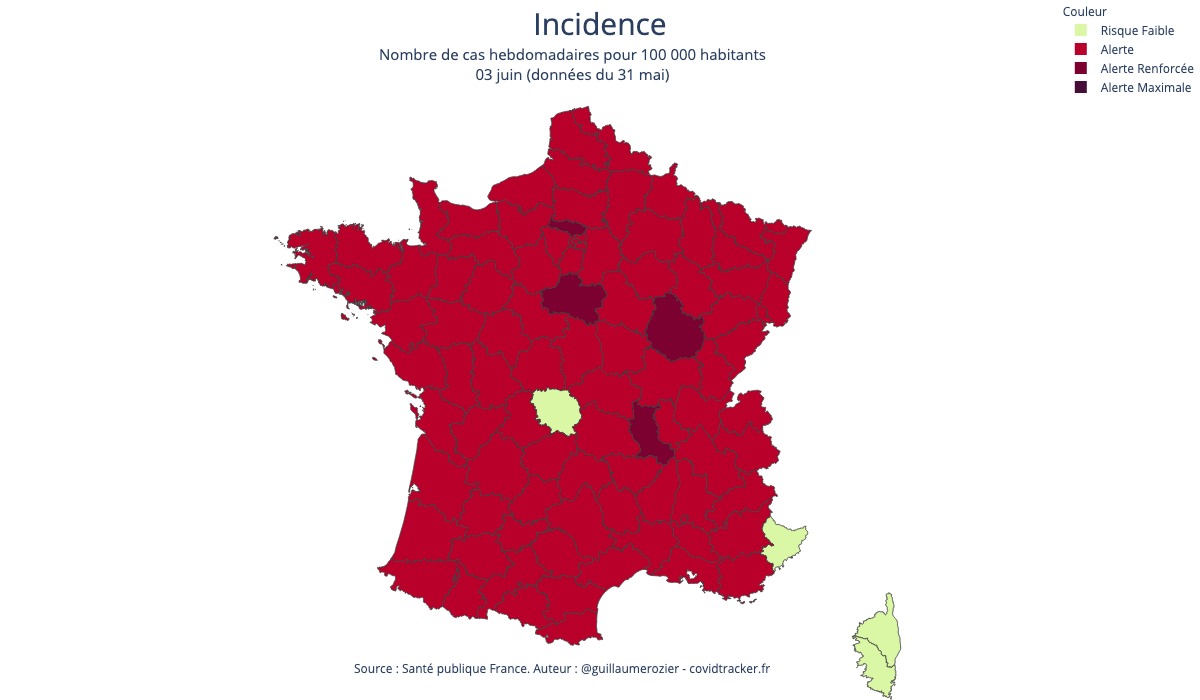 Incidence
Nombre de cas hebdomadaires pour 100 000 habitants
03 juin (données du 31 mai)
Couleur
Risque Faible
Alerte
Alerte Renforcée
Alerte Maximale
Source : Santé publique France. Auteur : @guillaumerozier - covidtracker.fr